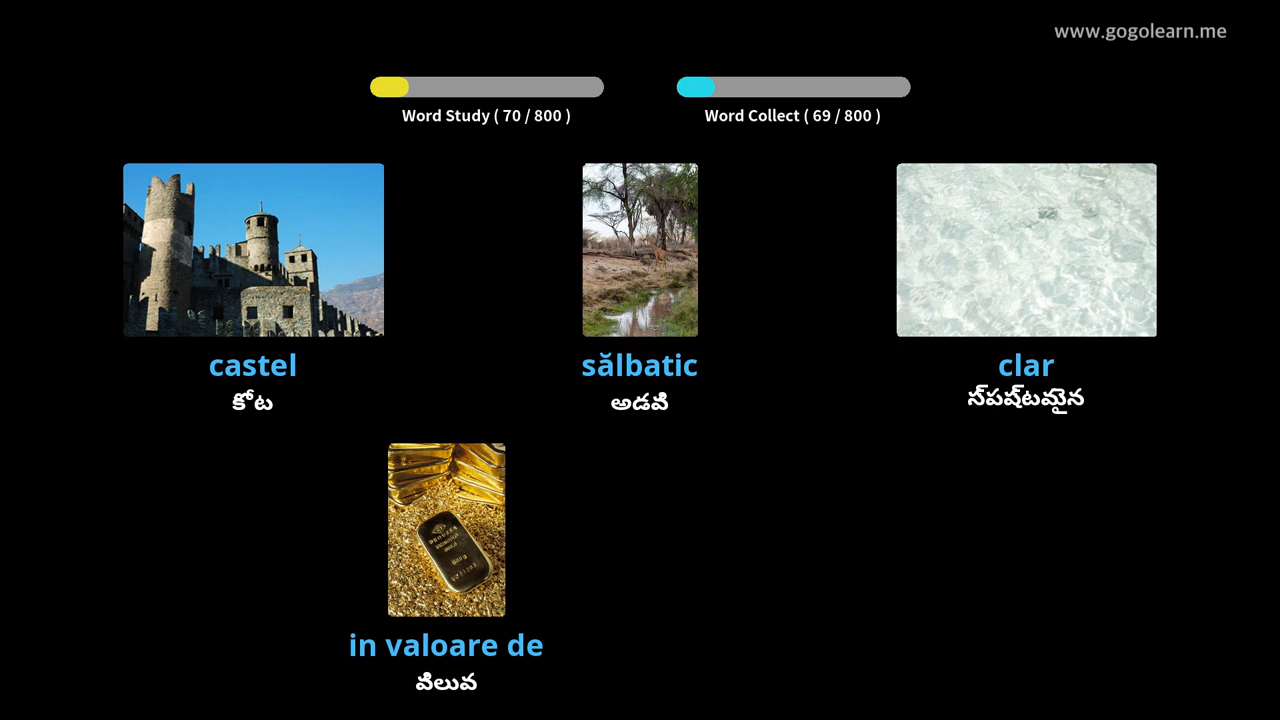 www.gogolearn.me
Word Study ( 70 / 800 )
Word Collect ( 69 / 800 )
castel
sălbatic
clar
కోట
అడవి
స్పష్టమైన
in valoare de
విలువ